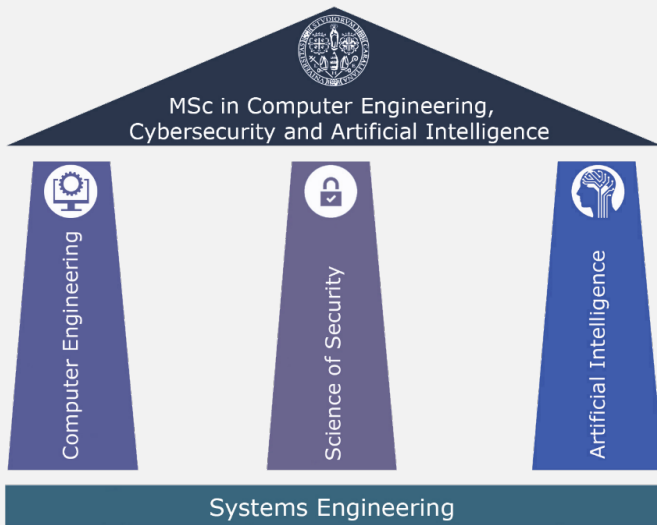 MSc in Computer Engineering,
Cybersecurity and Artificial Intelligence
Computer Engineering
Science of Security
Artificial Intelligence
Systems Engineering